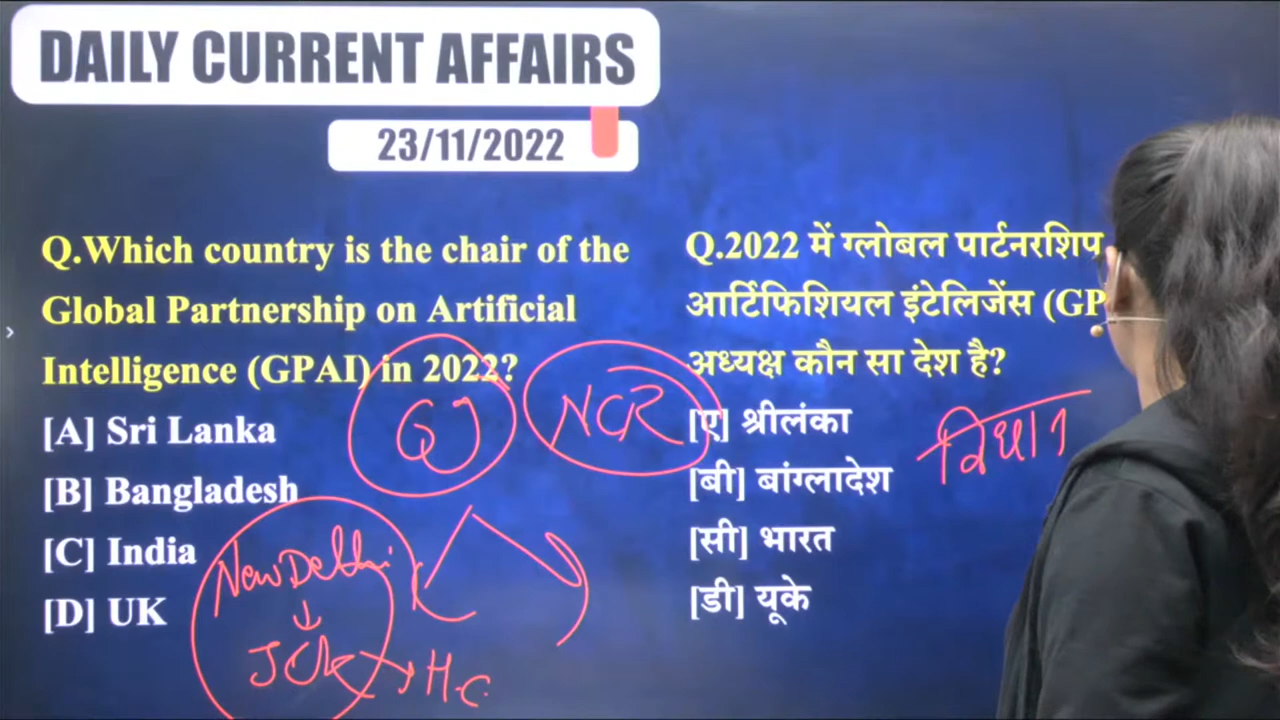 DAILY CURRENT AFFAIRS
23/11/2022
Q.Which country is the chair of the
Global Partnership on Artificial
Intelligence (GPAI) in 2022?
[A] Sri Lanka
[B] Bangladesh
[C] India
[D] UK
NCR
New Delhi
J&K
H.C.
Q.2022 में ग्लोबल पार्टनरशिप
आर्टिफिशियल इंटेलिजेंस (GP
अध्यक्ष कौन सा देश है?
[ए] श्रीलंका
[बी] बांग्लादेश
[सी] भारत
[डी] यूके
विधान